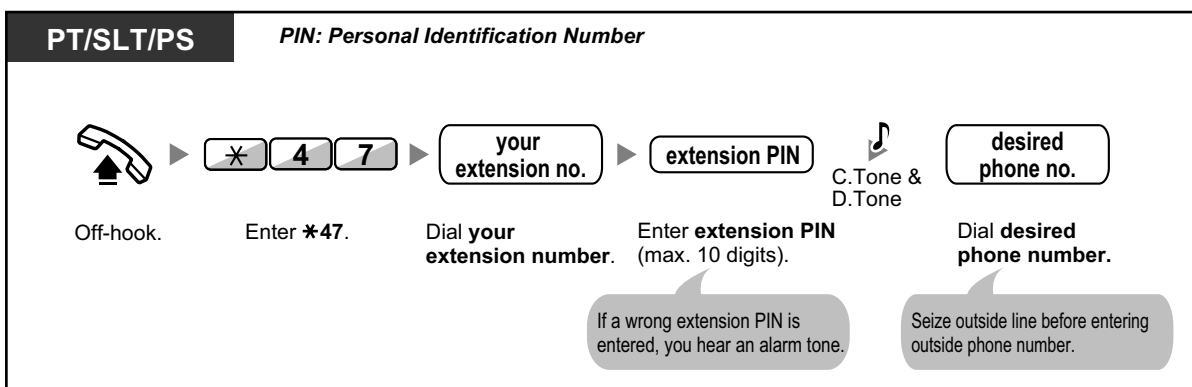 PT/SLT/PS
PIN: Personal Identification Number
* 4 7
your
extension no.
extension PIN
C.Tone &
D.Tone
desired
phone no.
Off-hook.
Enter *47.
Dial your
extension number.
Enter extension PIN
(max. 10 digits).
Dial desired
phone number.
If a wrong extension PIN is
entered, you hear an alarm tone.
Seize outside line before entering
outside phone number.